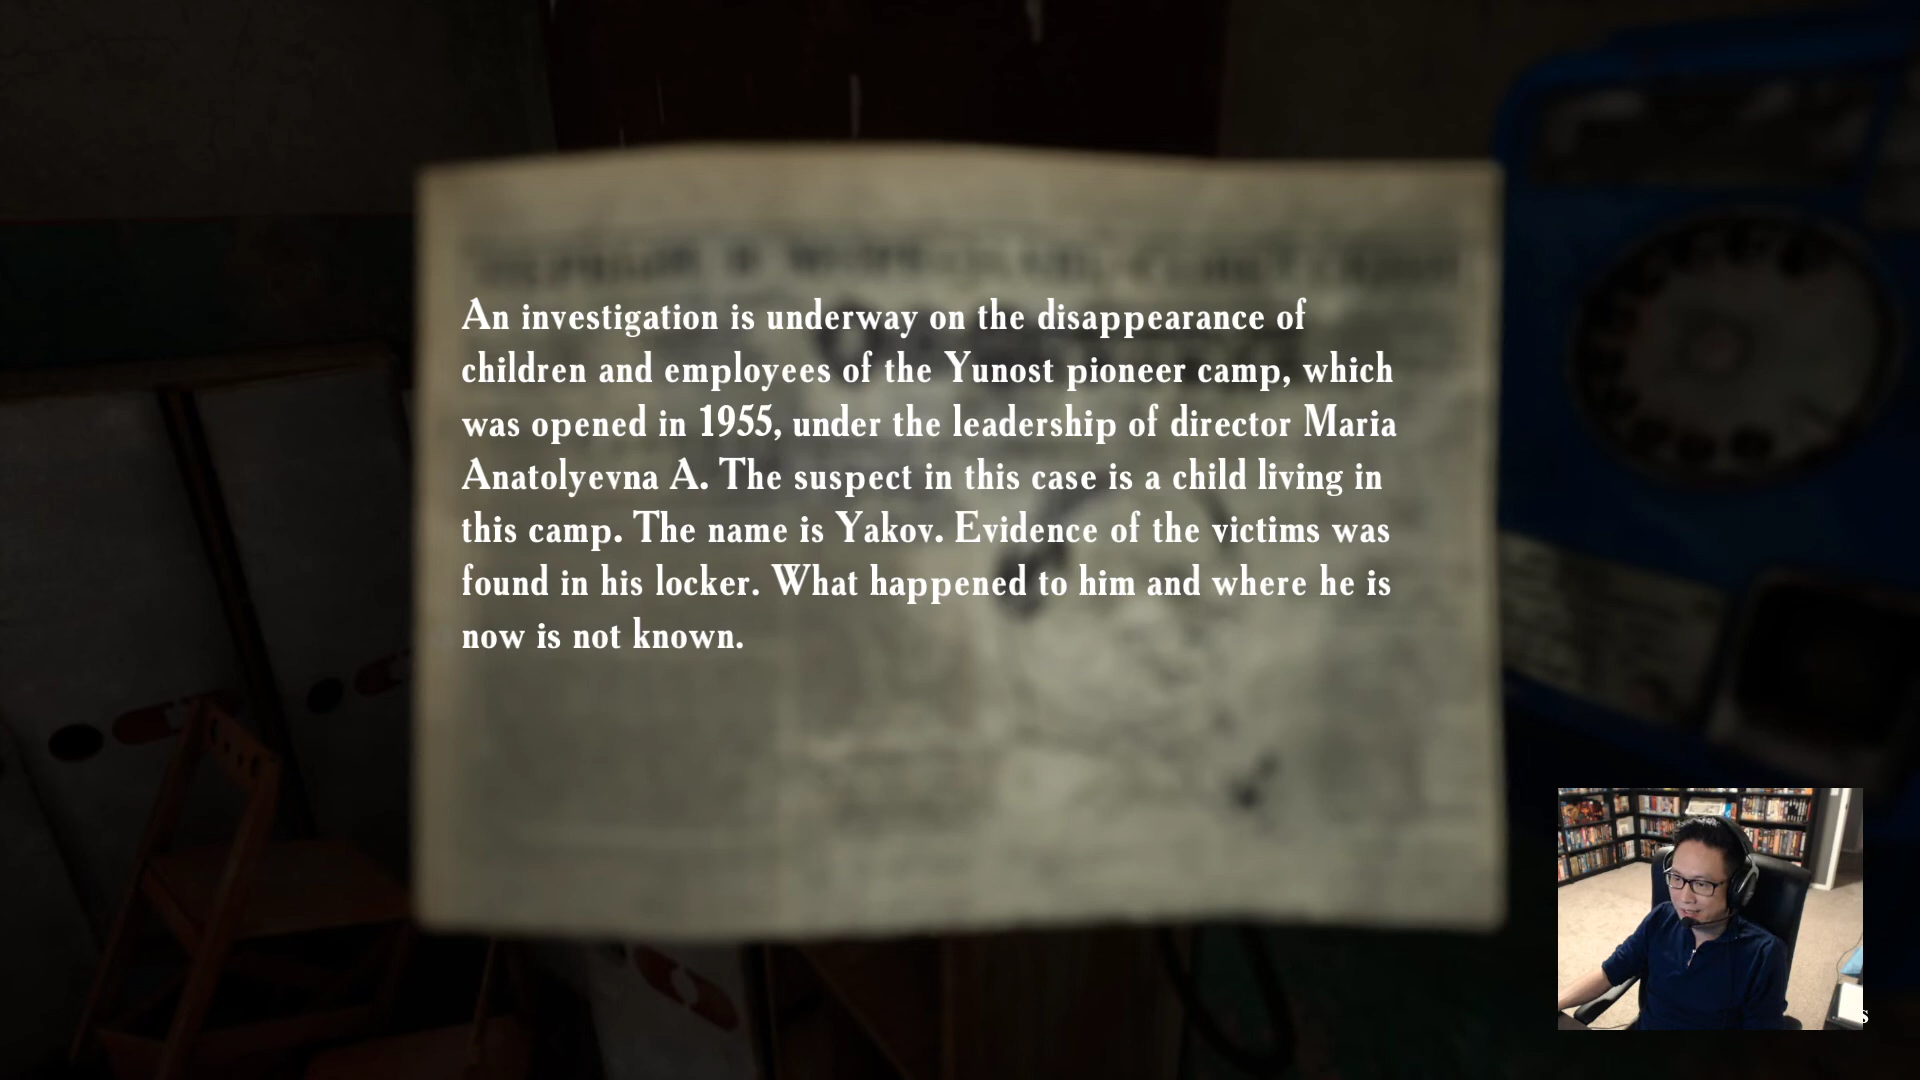 An investigation is underway on the disappearance of
children and employees of the Yunost pioneer camp, which
was opened in 1955, under the leadership of director Maria
Anatolyevna A. The suspect in this case is a child living in
this camp. The name is Yakov. Evidence of the victims was
found in his locker. What happened to him and where he is
now is not known.
s